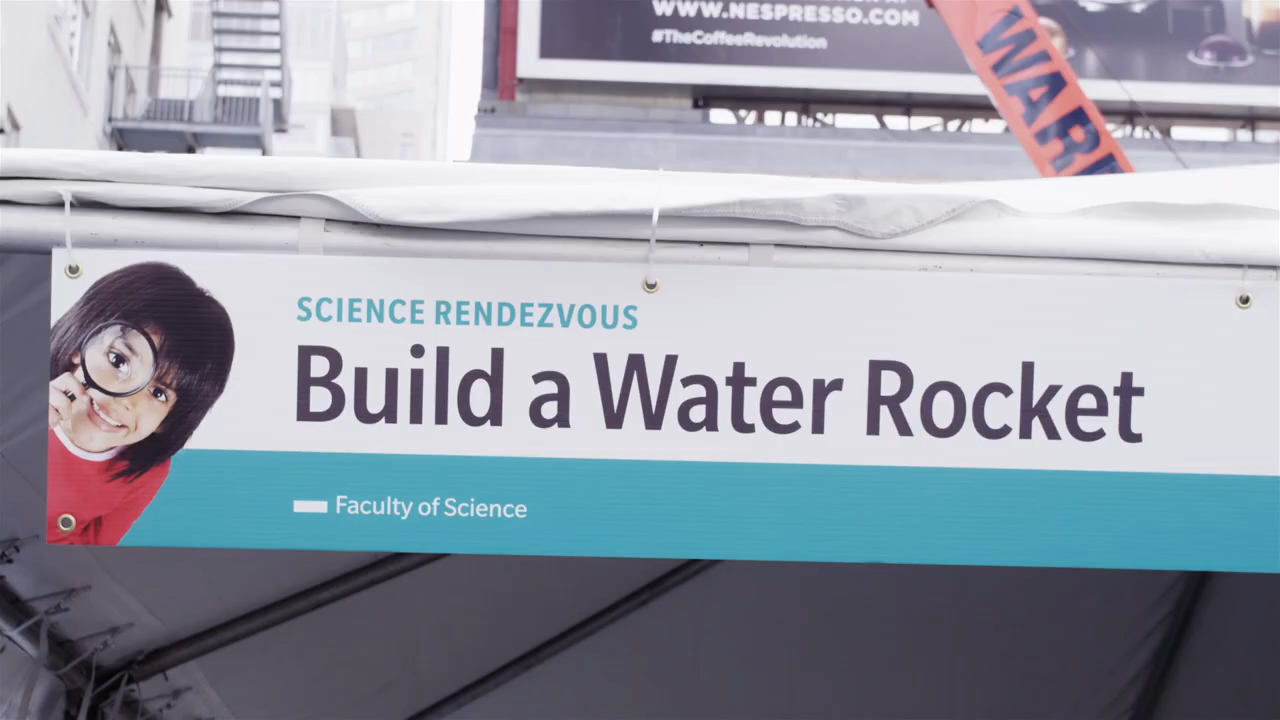 WWW.NESPRESSO.COM
#TheCoffeeRevolution
SCIENCE RENDEZVOUS
Build a Water Rocket
Faculty of Science